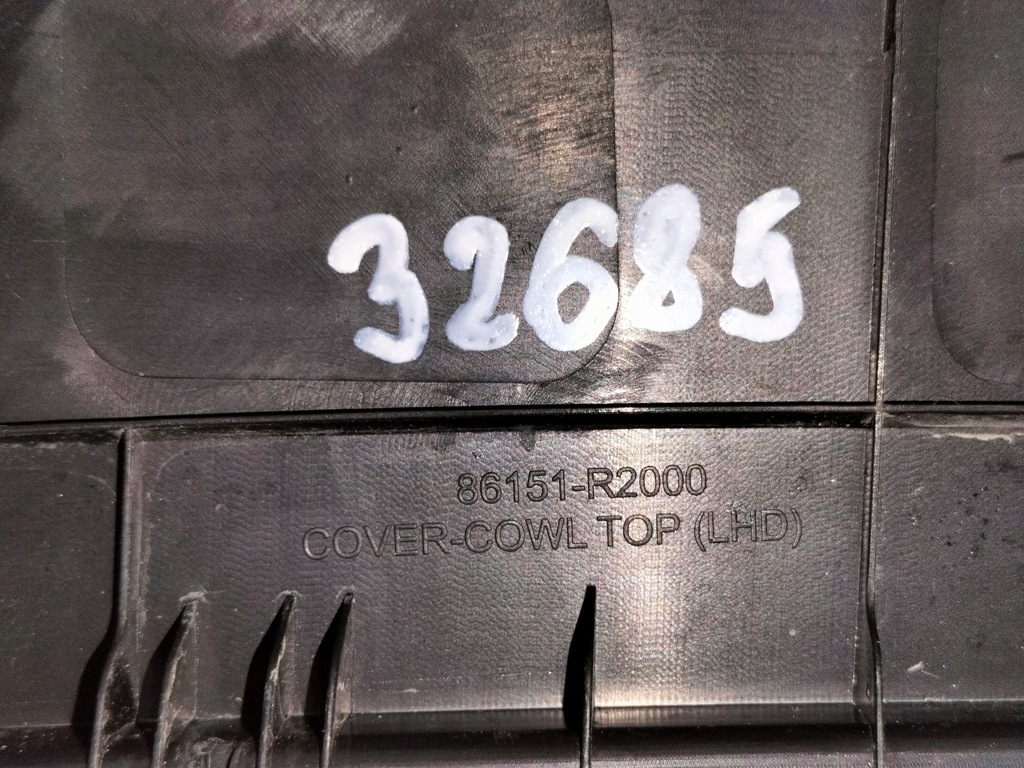 32685
86151-R2000
COVER-COWL TOP (LHD)